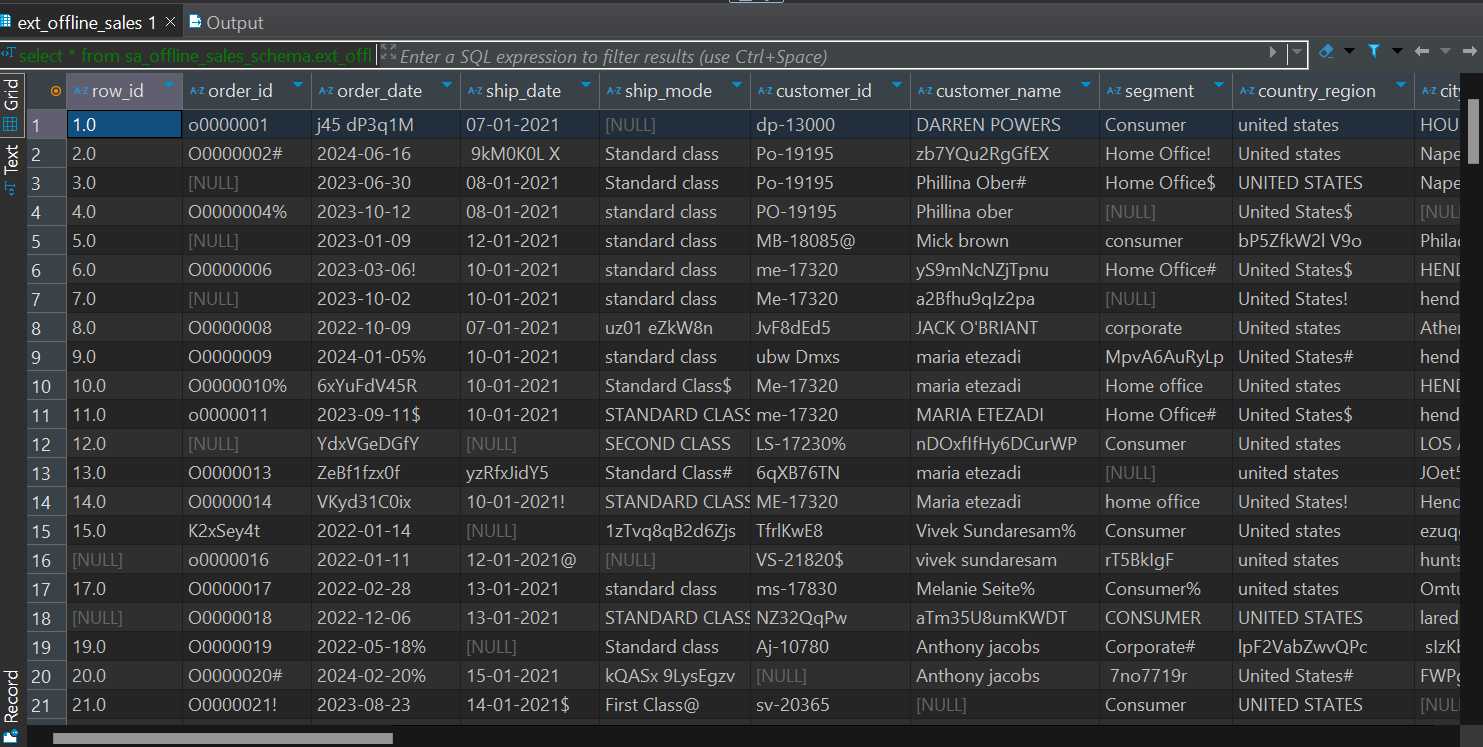 ext_offline_sales 1 Output
select * from sa_offline_sales_schema.ext_offl Enter a SQL expression to filter results (use Ctrl+Space)
Grid
Text
Record
A-Z row_id A-Z order_id A-Z order_date A-Z ship_date A-Z ship_mode A-Z customer_id A-Z customer_name A-Z segment A-Z country_region A-Z cit
1 1.0 o0000001 j45 dP3q1M 07-01-2021 [NULL] dp-13000 DARREN POWERS Consumer united states HOU
2 2.0 O0000002# 2024-06-16 9kM0K0L X Standard class Po-19195 zb7YQu2RgGfEX Home Office! United states Nape
3 3.0 [NULL] 2023-06-30 08-01-2021 Standard class Po-19195 Phillina Ober# Home Office$ UNITED STATES Nape
4 4.0 O0000004% 2023-10-12 08-01-2021 standard class PO-19195 Phillina ober [NULL] United States$ [NUL
5 5.0 [NULL] 2023-01-09 12-01-2021 standard class MB-18085@ Mick brown consumer bP5ZfkW2l V9o Philac
6 6.0 O0000006 2023-03-06! 10-01-2021 standard class me-17320 yS9mNcNZjTpnu Home Office# United States$ HEND
7 7.0 [NULL] 2023-10-02 10-01-2021 standard class Me-17320 a2Bfhu9qIz2pa [NULL] United States! hend
8 8.0 O0000008 2022-10-09 07-01-2021 uz01 eZkW8n JvF8dEd5 JACK O'BRIANT corporate United states Ather
9 9.0 O0000009 2024-01-05% 10-01-2021 standard class ubw Dmxs maria etezadi MpvA6AuRyLp United States# hend
10 10.0 O0000010% 6xYuFdV45R 10-01-2021 Standard Class$ Me-17320 maria etezadi Home office United states HEND
11 11.0 o0000011 2023-09-11$ 10-01-2021 STANDARD CLASS me-17320 MARIA ETEZADI Home Office# United States$ hend
12 12.0 [NULL] YdxVGeDGfY [NULL] SECOND CLASS LS-17230% nDOxfIfHy6DCurWP Consumer United states LOS A
13 13.0 O0000013 ZeBf1fzx0f yzRfxJidY5 Standard Class# 6qXB76TN maria etezadi [NULL] united states JOet5
14 14.0 O0000014 VKyd31C0ix 10-01-2021! STANDARD CLASS ME-17320 Maria etezadi home office United States! Henc
15 15.0 K2xSey4t 2022-01-14 [NULL] 1zTvq8qB2d6Zjs TfrlKwE8 Vivek Sundaresam% Consumer United states ezuq
16 [NULL] o0000016 2022-01-11 12-01-2021@ [NULL] VS-21820$ vivek sundaresam rT5BkIgF united states hunts
17 17.0 O0000017 2022-02-28 13-01-2021 standard class ms-17830 Melanie Seite% Consumer% united states Omtu
18 [NULL] O0000018 2022-12-06 13-01-2021 STANDARD CLASS NZ32QqPw aTm35U8umKWDT CONSUMER UNITED STATES lared
19 19.0 O0000019 2022-05-18% [NULL] Standard class Aj-10780 Anthony jacobs Corporate# lpF2VabZwvQPc sIzKl
20 20.0 O0000020# 2024-02-20% 15-01-2021 kQASx 9LysEgzv [NULL] Anthony jacobs 7no7719r United States# FWPg
21 21.0 O0000021! 2023-08-23 14-01-2021$ First Class@ sv-20365 [NULL] Consumer UNITED STATES [NUL